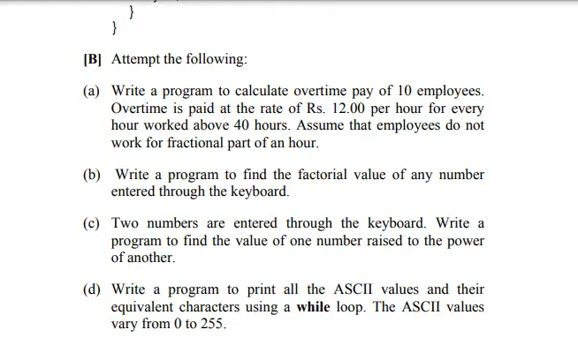 }
}
[B] Attempt the following:
(a) Write a program to calculate overtime pay of 10 employees.
Overtime is paid at the rate of Rs. 12.00 per hour for every
hour worked above 40 hours. Assume that employees do not
work for fractional part of an hour.
(b) Write a program to find the factorial value of any number
entered through the keyboard.
(c) Two numbers are entered through the keyboard. Write a
program to find the value of one number raised to the power
of another.
(d) Write a program to print all the ASCII values and their
equivalent characters using a while loop. The ASCII values
vary from 0 to 255.